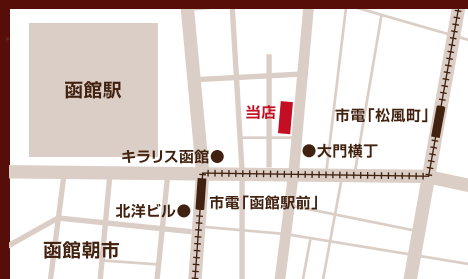 函館駅
当店
市電「松風町」
大門横丁
キラリス函館
市電「函館駅前」
北洋ビル
函館朝市